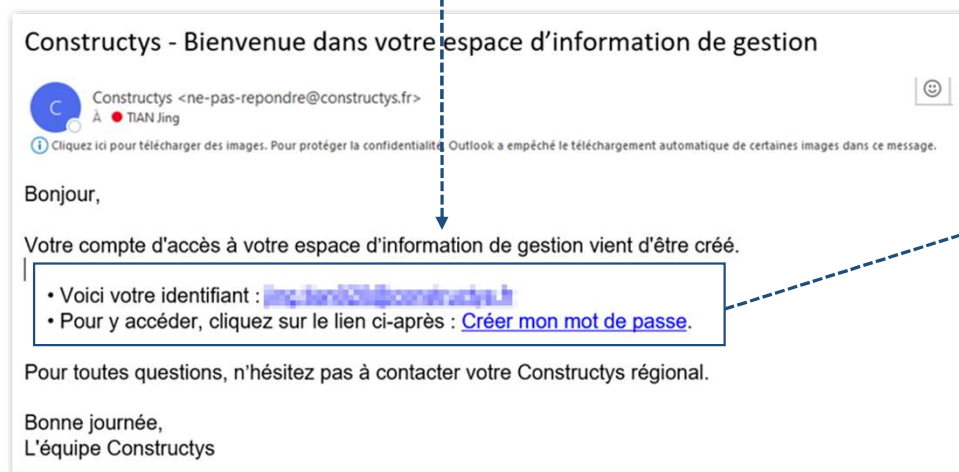 Constructys - Bienvenue dans votre espace d’information de gestion
C
Constructys <ne-pas-repondre@constructys.fr>
À TIAN Jing
Cliquez ici pour télécharger des images. Pour protéger la confidentialité, Outlook a empêché le téléchargement automatique de certaines images dans ce message.
Bonjour,
Votre compte d'accès à votre espace d’information de gestion vient d'être créé.
• Voici votre identifiant :
• Pour y accéder, cliquez sur le lien ci-après : Créer mon mot de passe.
Pour toutes questions, n’hésitez pas à contacter votre Constructys régional.
Bonne journée,
L'équipe Constructys